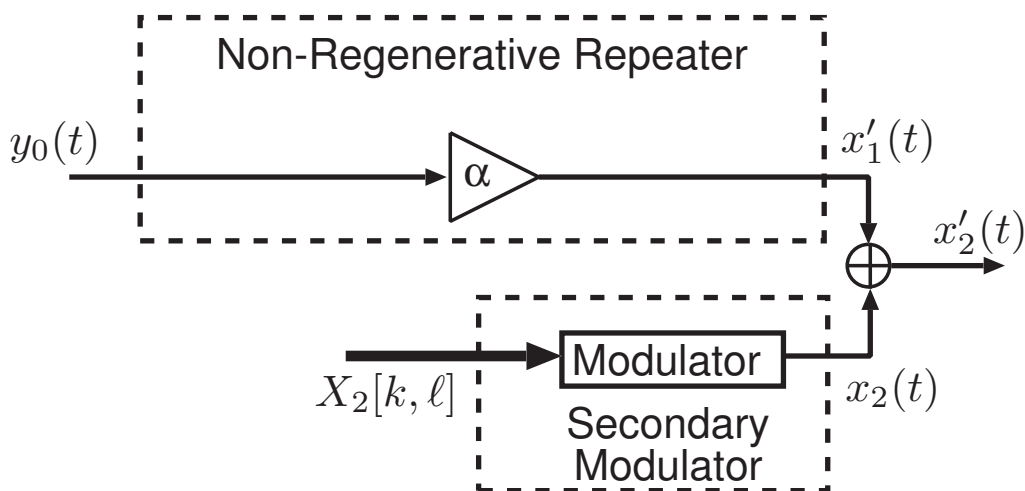 Non-Regenerative Repeater
y₀(t)
α
x′₁(t)
x′₂(t)
X₂[k, ℓ]
Modulator
x₂(t)
Secondary
Modulator